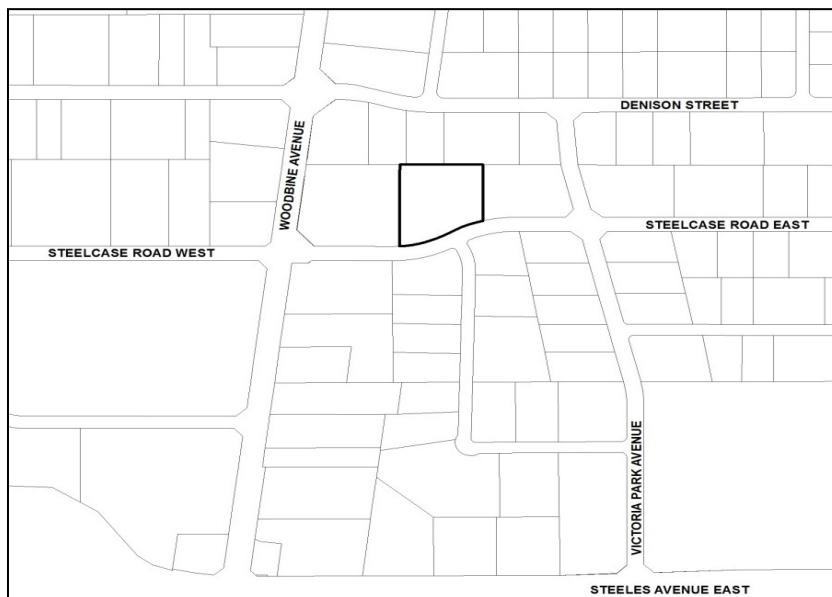 DENISON STREET
WOODBINE AVENUE
STEELCASE ROAD EAST
STEELCASE ROAD WEST
VICTORIA PARK AVENUE
STEELES AVENUE EAST